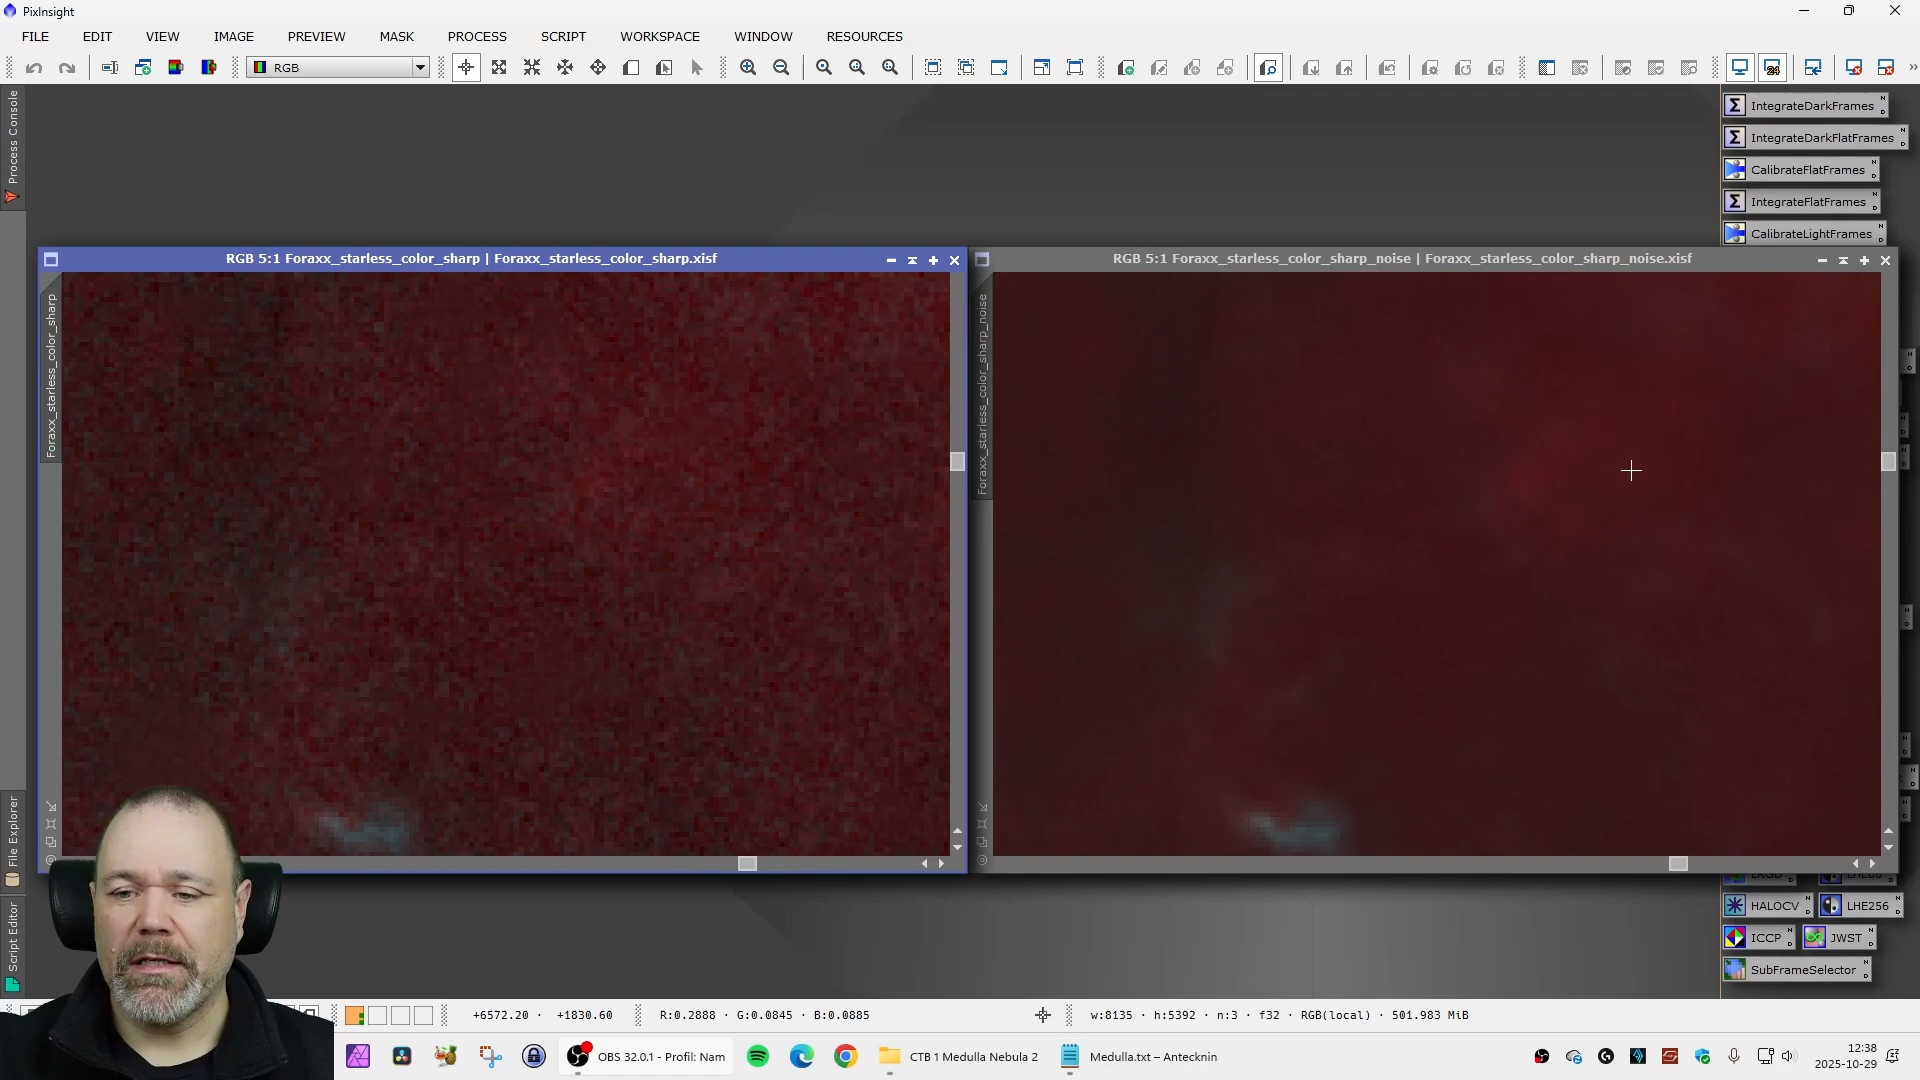 PixInsight
FILE EDIT VIEW IMAGE PREVIEW MASK PROCESS SCRIPT WORKSPACE WINDOW RESOURCES
RGB
24
Process Console
File Explorer
Script Editor
RGB 5:1 Foraxx_starless_color_sharp | Foraxx_starless_color_sharp.xisf
Foraxx_starless_color_sharp
RGB 5:1 Foraxx_starless_color_sharp_noise | Foraxx_starless_color_sharp_noise.xisf
Foraxx_starless_color_sharp_noise
IntegrateDarkFrames
IntegrateDarkFlatFrames
CalibrateFlatFrames
IntegrateFlatFrames
CalibrateLightFrames
HALOCV
LHE256
ICCP
JWST
SubFrameSelector
+6572.20 · +1830.60
R:0.2888 · G:0.0845 · B:0.0885
w:8135 · h:5392 · n:3 · f32 · RGB(local) · 501.983 MiB
OBS 32.0.1 - Profil: Nam
CTB 1 Medulla Nebula 2
Medulla.txt – Antecknin
12:38
2025-10-29